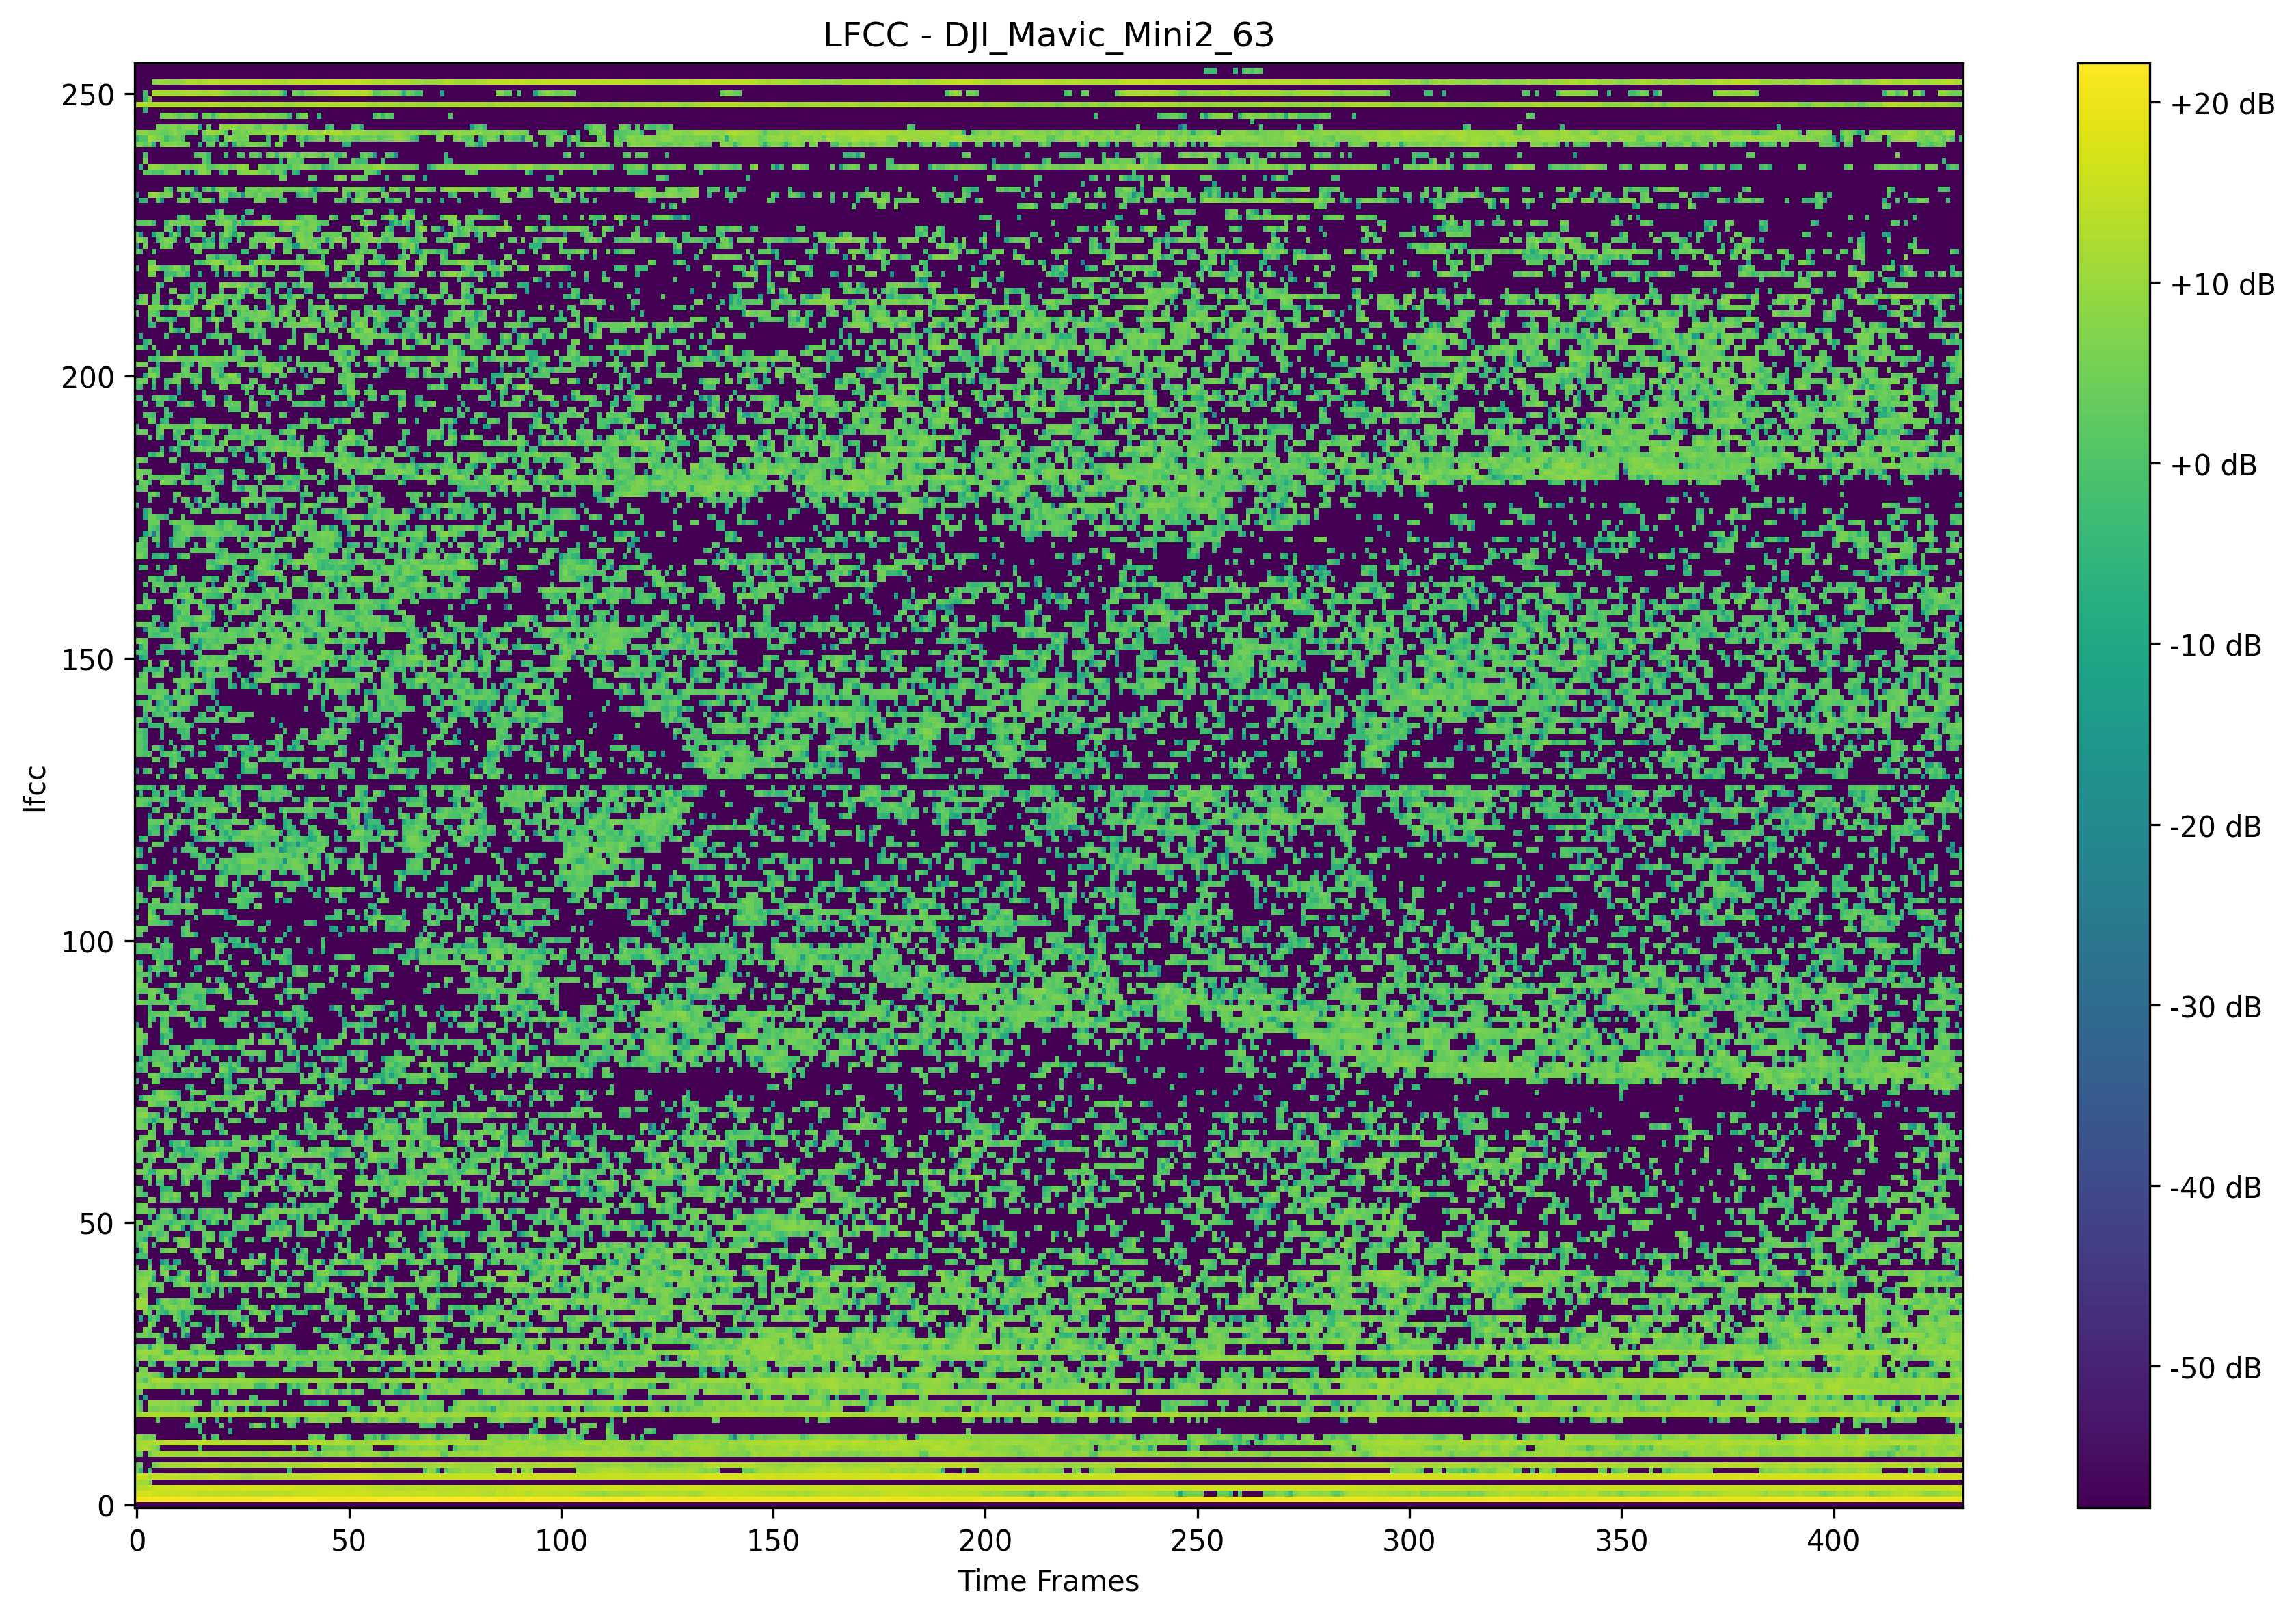 LFCC - DJI_Mavic_Mini2_63
250
200
150
100
50
0
lfcc
0 50 100 150 200 250 300 350 400
Time Frames
+20 dB
+10 dB
+0 dB
-10 dB
-20 dB
-30 dB
-40 dB
-50 dB